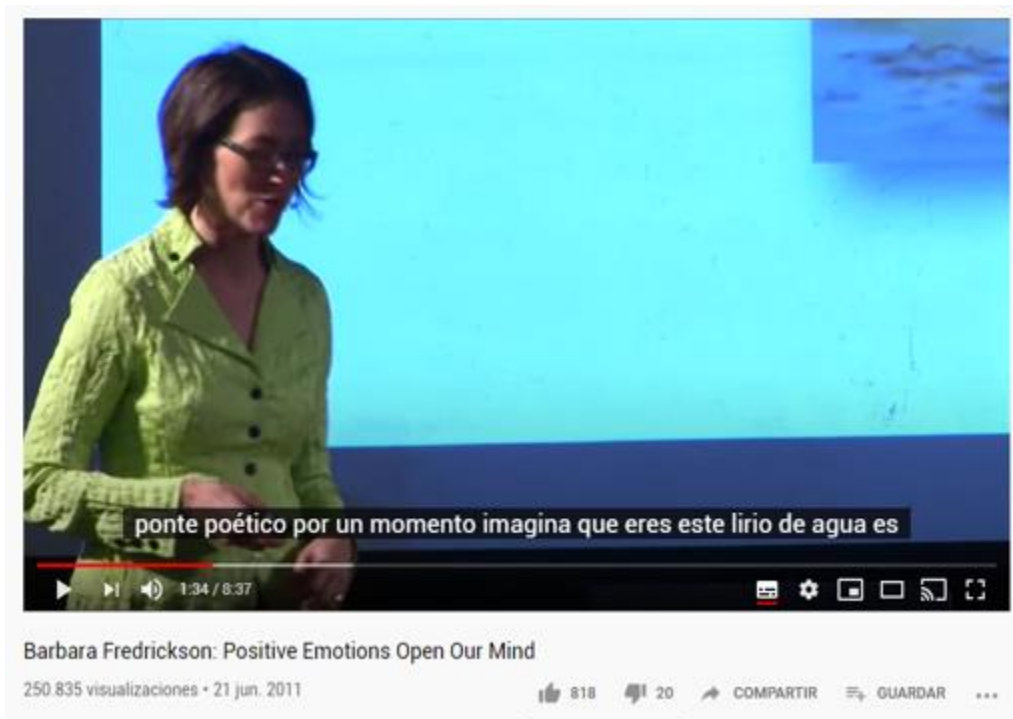 ponte poético por un momento imagina que eres este lirio de agua es
1:34 / 8:37
Barbara Fredrickson: Positive Emotions Open Our Mind
250.835 visualizaciones • 21 jun. 2011
818 20 COMPARTIR GUARDAR